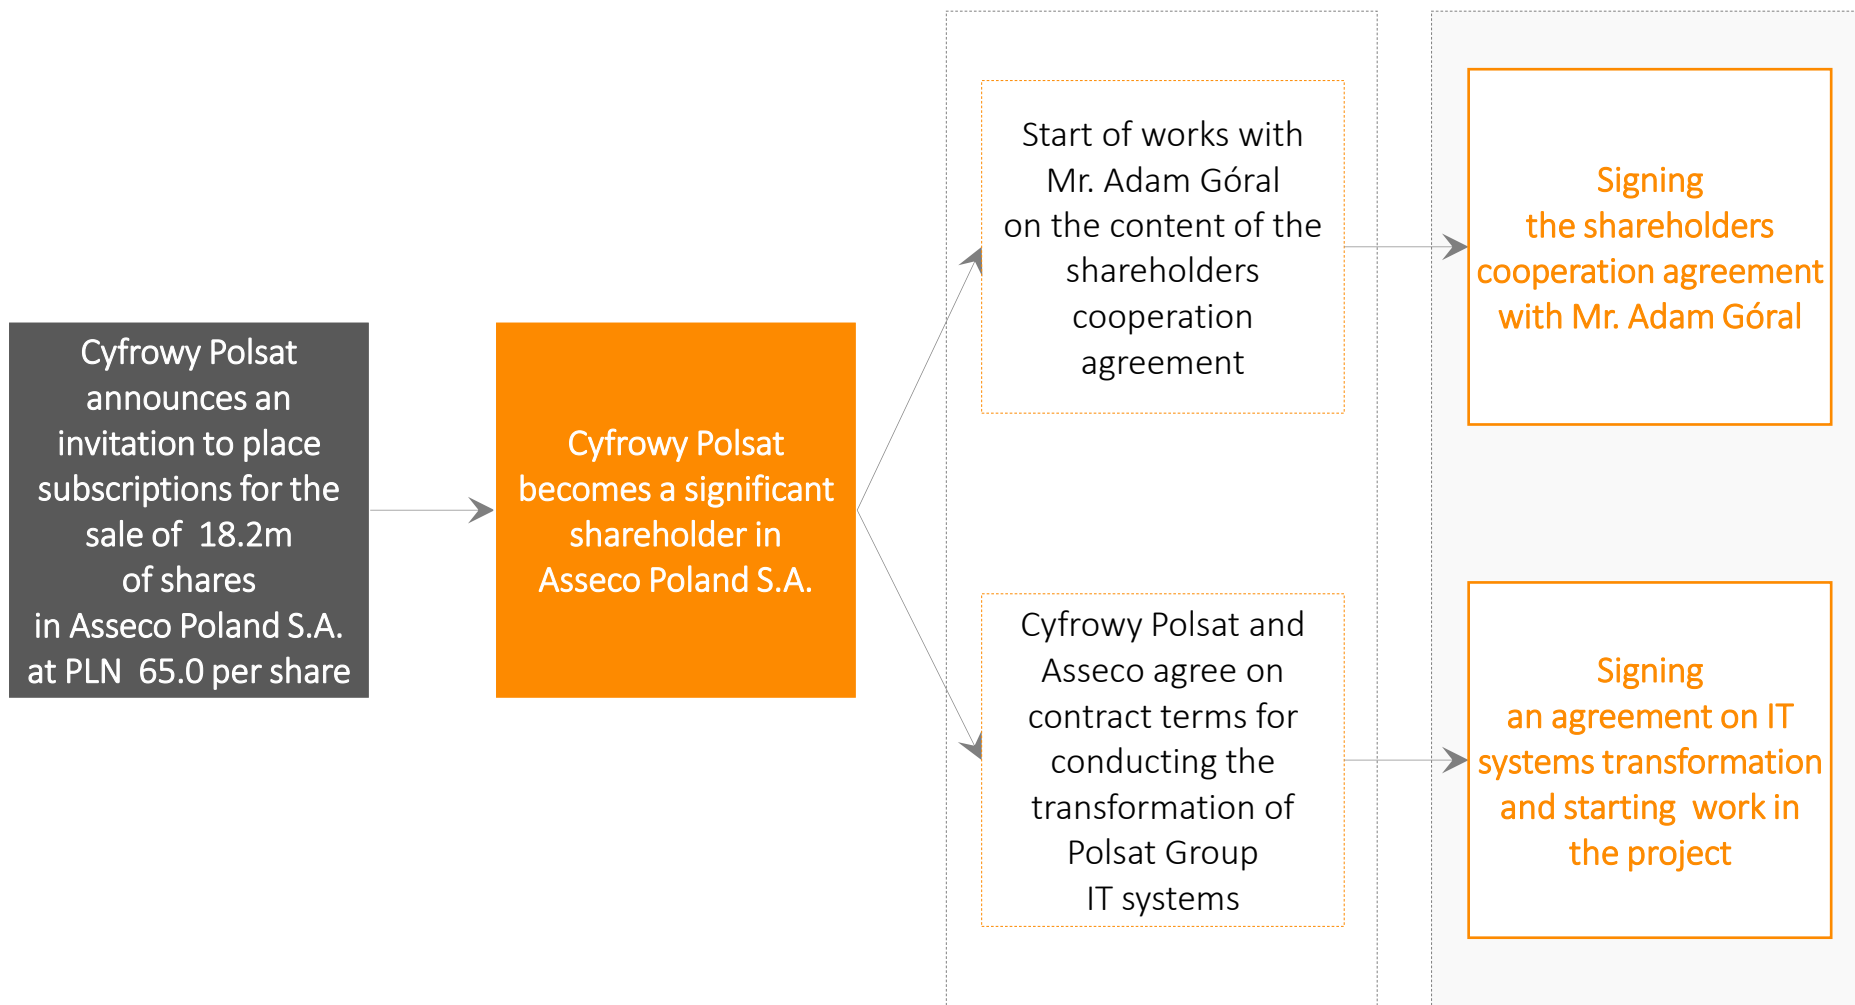 Cyfrowy Polsat
announces an
invitation to place
subscriptions for the
sale of  18.2m
of shares
in Asseco Poland S.A.
at PLN  65.0 per share
Cyfrowy Polsat
becomes a significant
shareholder in
Asseco Poland S.A.
Start of works with
Mr. Adam Góral
on the content of the
shareholders
cooperation
agreement
Signing
the shareholders
cooperation agreement
with Mr. Adam Góral
Cyfrowy Polsat and
Asseco agree on
contract terms for
conducting the
transformation of
Polsat Group
IT systems
Signing
an agreement on IT
systems transformation
and starting  work in
the project